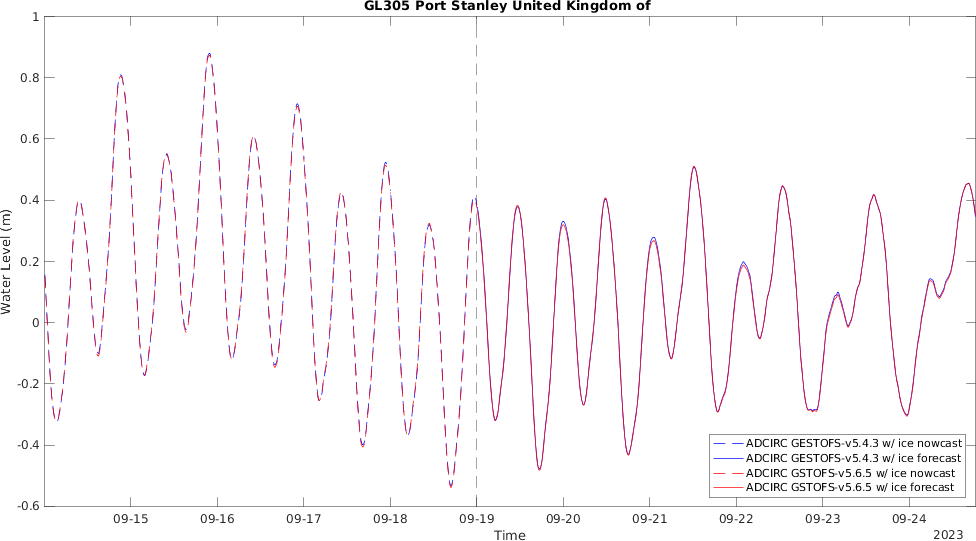 GL305 Port Stanley United Kingdom of
Water Level (m)
1
0.8
0.6
0.4
0.2
0
-0.2
-0.4
-0.6
09-15 09-16 09-17 09-18 09-19 09-20 09-21 09-22 09-23 09-24
Time
2023
ADCIRC GESTOFS-v5.4.3 w/ ice nowcast
ADCIRC GESTOFS-v5.4.3 w/ ice forecast
ADCIRC GSTOFS-v5.6.5 w/ ice nowcast
ADCIRC GSTOFS-v5.6.5 w/ ice forecast